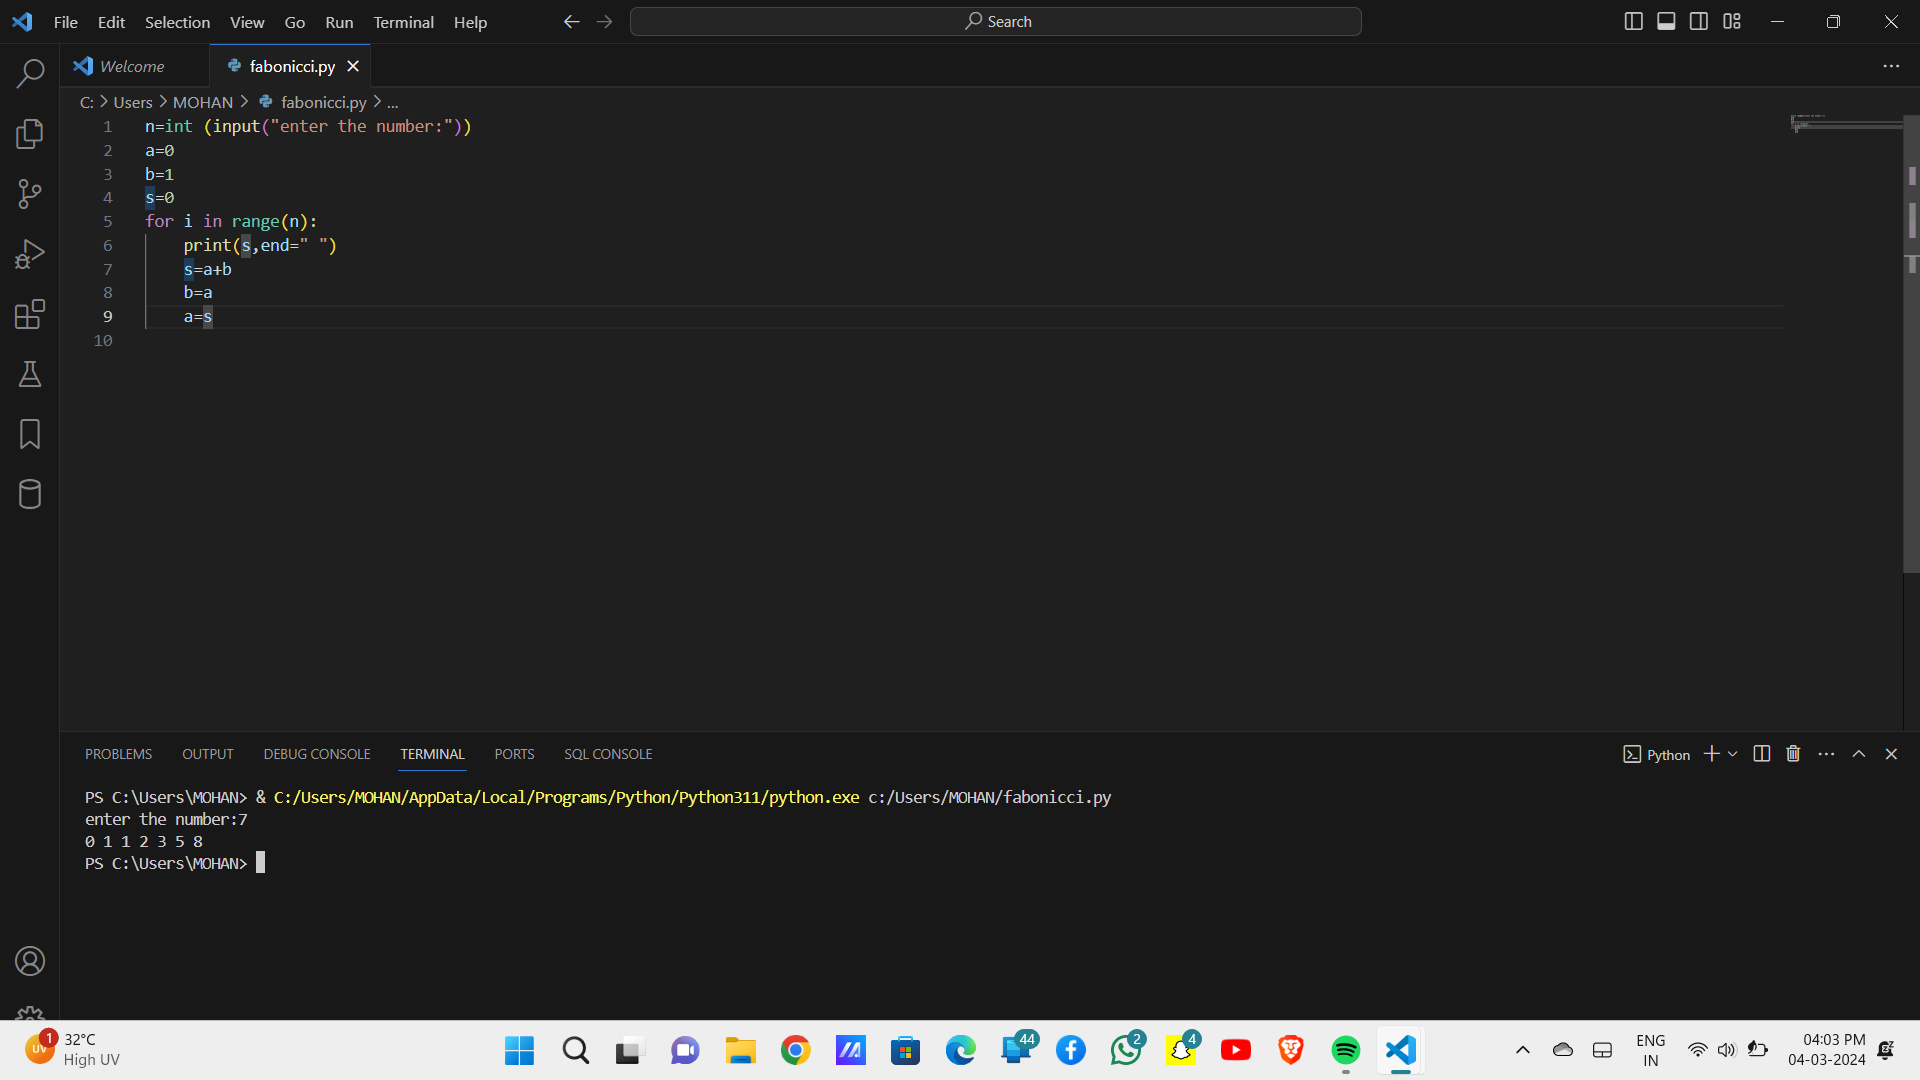 File Edit Selection View Go Run Terminal Help
Search
Welcome
fabonicci.py
C: > Users > MOHAN > fabonicci.py > ...
1 n=int (input("enter the number:"))
2 a=0
3 b=1
4 s=0
5 for i in range(n):
6 print(s,end=" ")
7 s=a+b
8 b=a
9 a=s
10
PROBLEMS OUTPUT DEBUG CONSOLE TERMINAL PORTS SQL CONSOLE
Python
PS C:\Users\MOHAN> & C:/Users/MOHAN/AppData/Local/Programs/Python/Python311/python.exe c:/Users/MOHAN/fabonicci.py
enter the number:7
0 1 1 2 3 5 8
PS C:\Users\MOHAN>
UV
1
32°C
High UV
44
2
4
ENG
IN
04:03 PM
04-03-2024